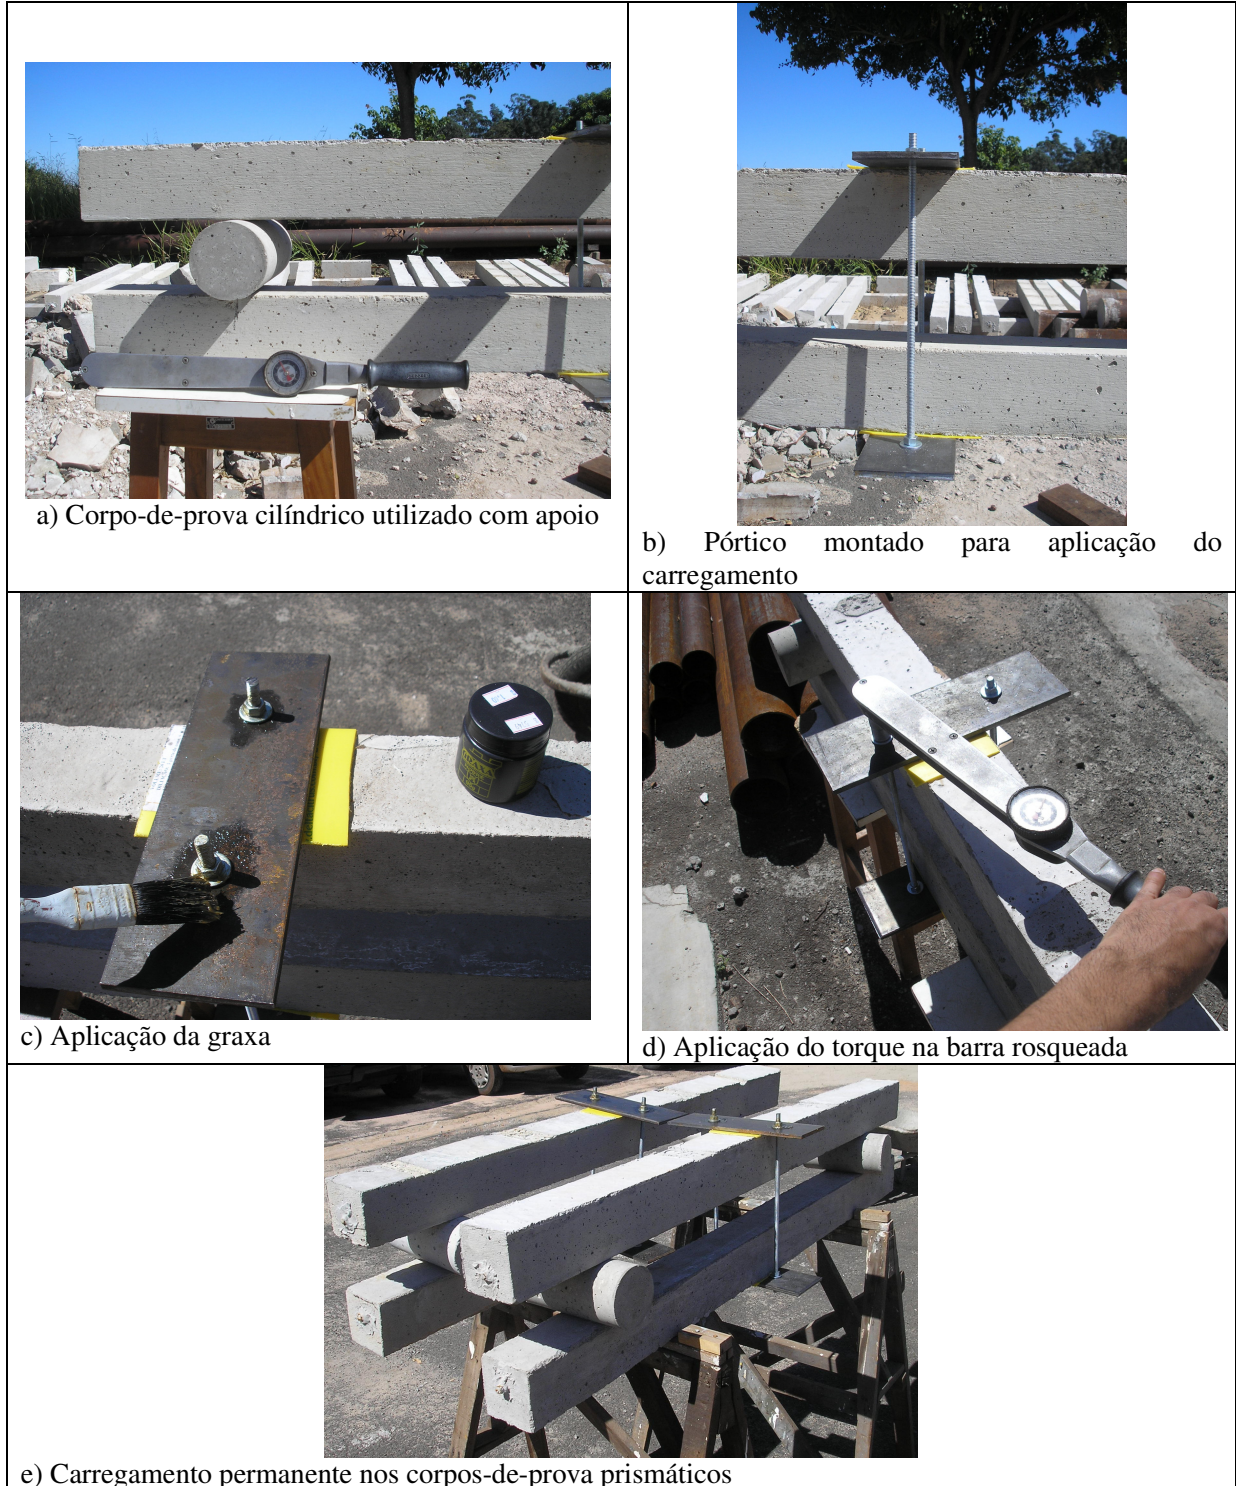 a) Corpo-de-prova cilíndrico utilizado com apoio
b) Pórtico montado para aplicação do
carregamento
c) Aplicação da graxa
d) Aplicação do torque na barra rosqueada
e) Carregamento permanente nos corpos-de-prova prismáticos